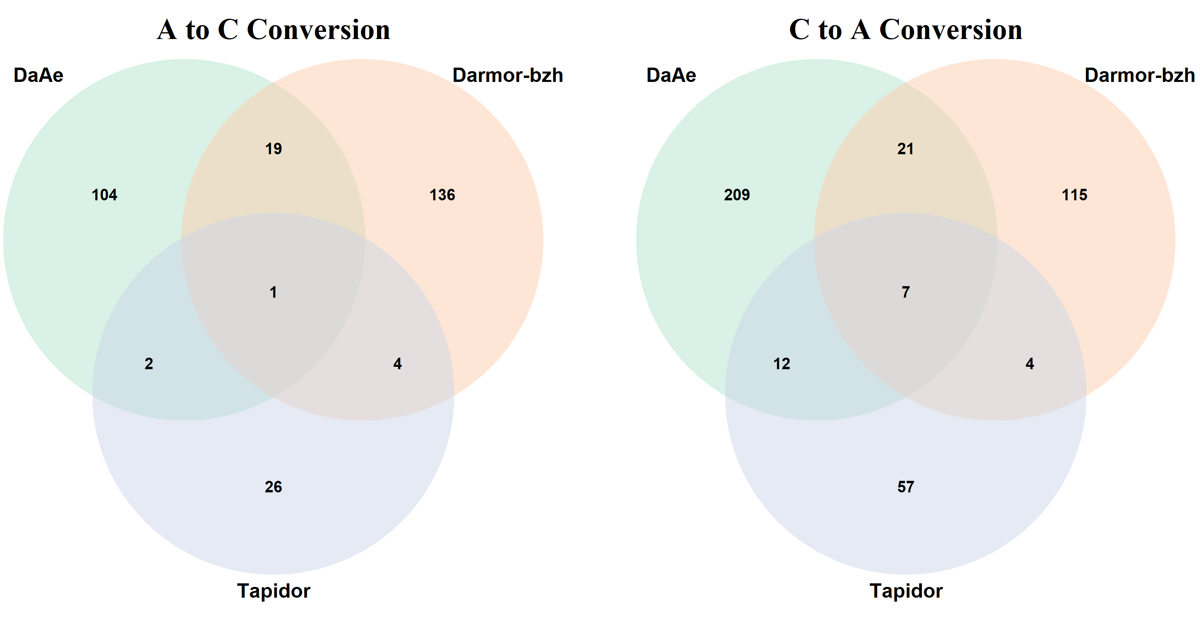 A to C Conversion
DaAe
Darmor-bzh
19
104
136
1
2
4
26
Tapidor
C to A Conversion
DaAe
Darmor-bzh
21
209
115
7
12
4
57
Tapidor